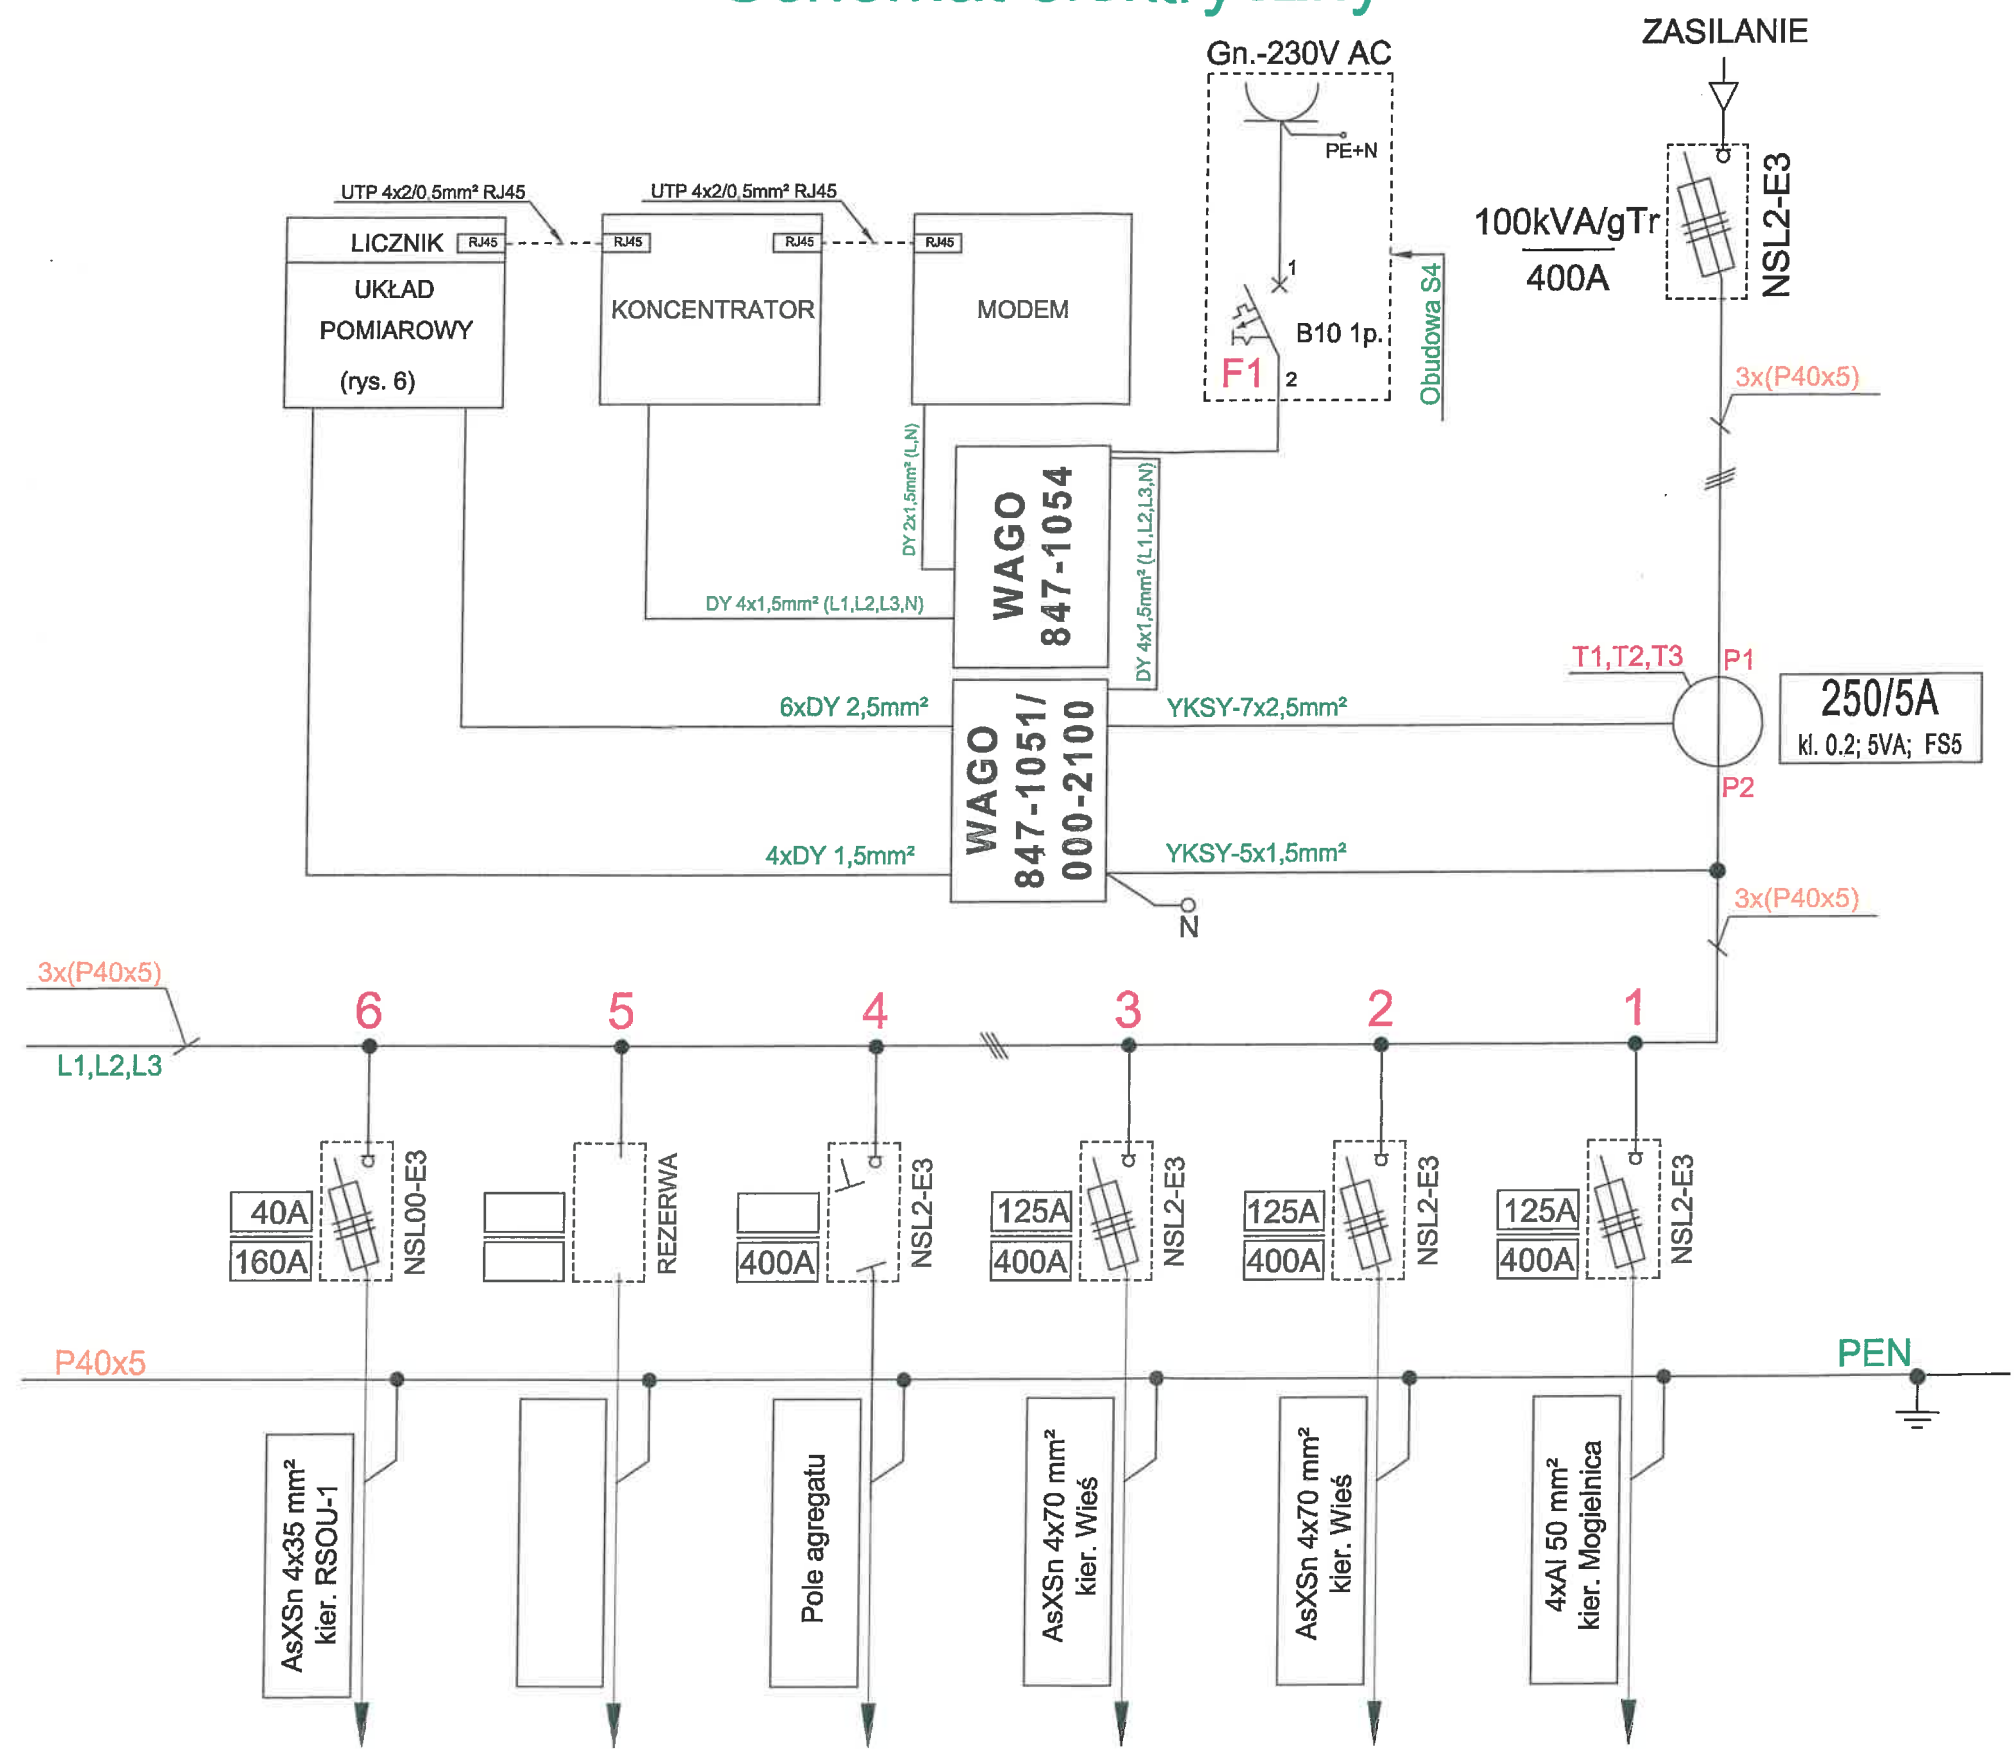 ZASILANIE
Gn.-230V AC
PE+N
1
B10 1p.
F1
2
Obudowa S4
100kVA/gTr
400A
NSL2-E3
3x(P40x5)
UTP 4x2/0,5mm² RJ45
UTP 4x2/0,5mm² RJ45
LICZNIK
RJ45
RJ45
RJ45
RJ45
UKŁAD
POMIAROWY
(rys. 6)
KONCENTRATOR
MODEM
DY 2x1,5mm² (L,N)
WAGO
847-1054
DY 4x1,5mm² (L1,L2,L3,N)
DY 4x1,5mm² (L1,L2,L3,N)
T1,T2,T3
P1
250/5A
kl. 0.2; 5VA; FS5
P2
6xDY 2,5mm²
WAGO
847-1051/
000-2100
YKSY-7x2,5mm²
4xDY 1,5mm²
YKSY-5x1,5mm²
N
3x(P40x5)
3x(P40x5)
L1,L2,L3
6
5
4
3
2
1
40A
160A
NSL00-E3
REZERWA
400A
NSL2-E3
125A
400A
NSL2-E3
125A
400A
NSL2-E3
125A
400A
NSL2-E3
P40x5
PEN
AsXSn 4x35 mm²
kier. RSOU-1
Pole agregatu
AsXSn 4x70 mm²
kier. Wieś
AsXSn 4x70 mm²
kier. Wieś
4xAl 50 mm²
kier. Mogielnica